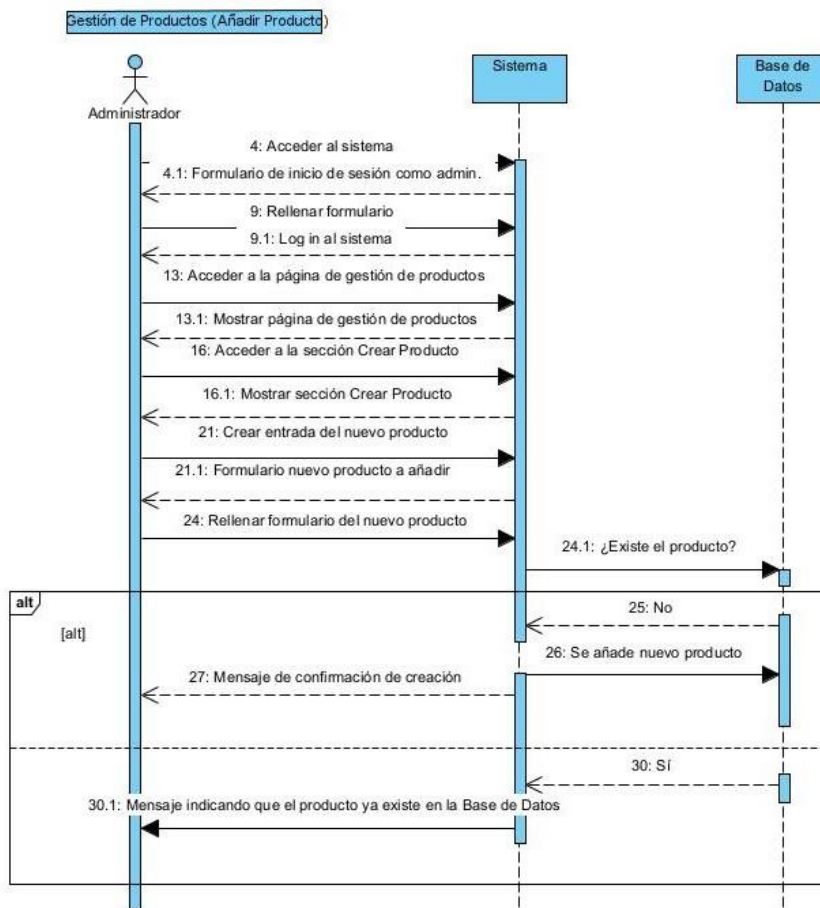 Gestión de Productos (Añadir Producto)
Sistema
Base de
Datos
Administrador
4: Acceder al sistema
4.1: Formulario de inicio de sesión como admin.
9: Rellenar formulario
9.1: Log in al sistema
13: Acceder a la página de gestión de productos
13.1: Mostrar página de gestión de productos
16: Acceder a la sección Crear Producto
16.1: Mostrar sección Crear Producto
21: Crear entrada del nuevo producto
21.1: Formulario nuevo producto a añadir
24: Rellenar formulario del nuevo producto
24.1: ¿Existe el producto?
alt
25: No
[alt]
26: Se añade nuevo producto
27: Mensaje de confirmación de creación
30: Sí
30.1: Mensaje indicando que el producto ya existe en la Base de Datos